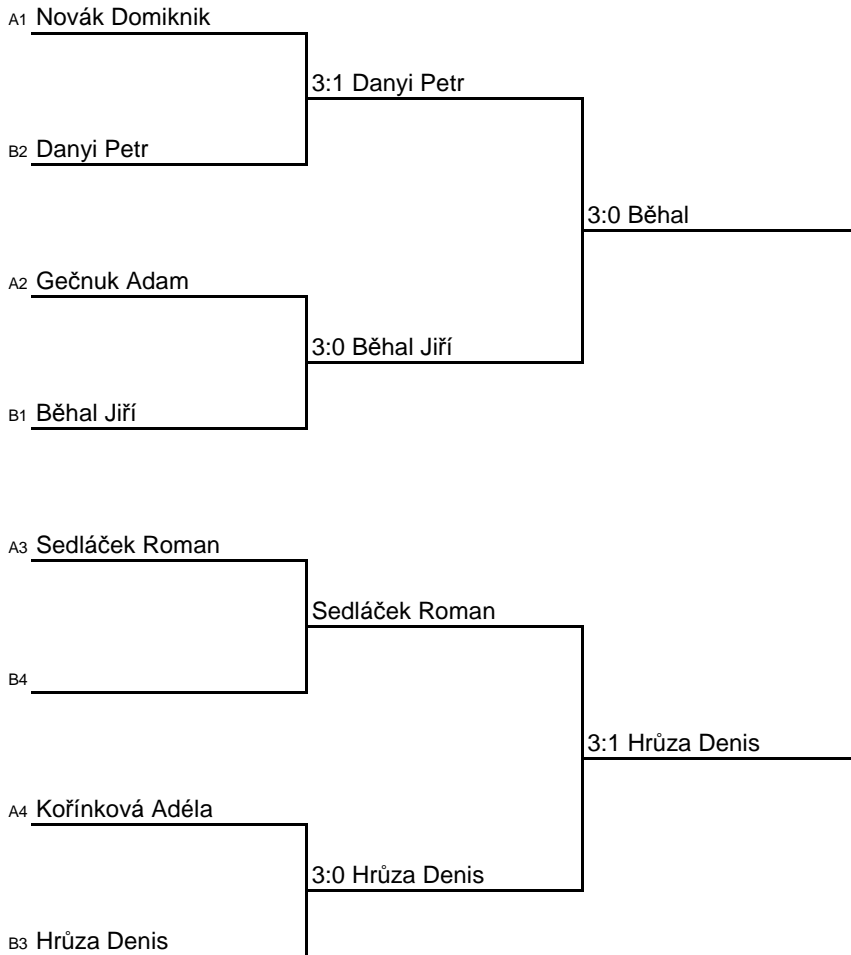 A1 Novák Domiknik
3:1 Danyi Petr
B2 Danyi Petr
3:0 Běhal
A2 Gečnuk Adam
3:0 Běhal Jiří
B1 Běhal Jiří
A3 Sedláček Roman
Sedláček Roman
B4
3:1 Hrůza Denis
A4 Kořínková Adéla
3:0 Hrůza Denis
B3 Hrůza Denis